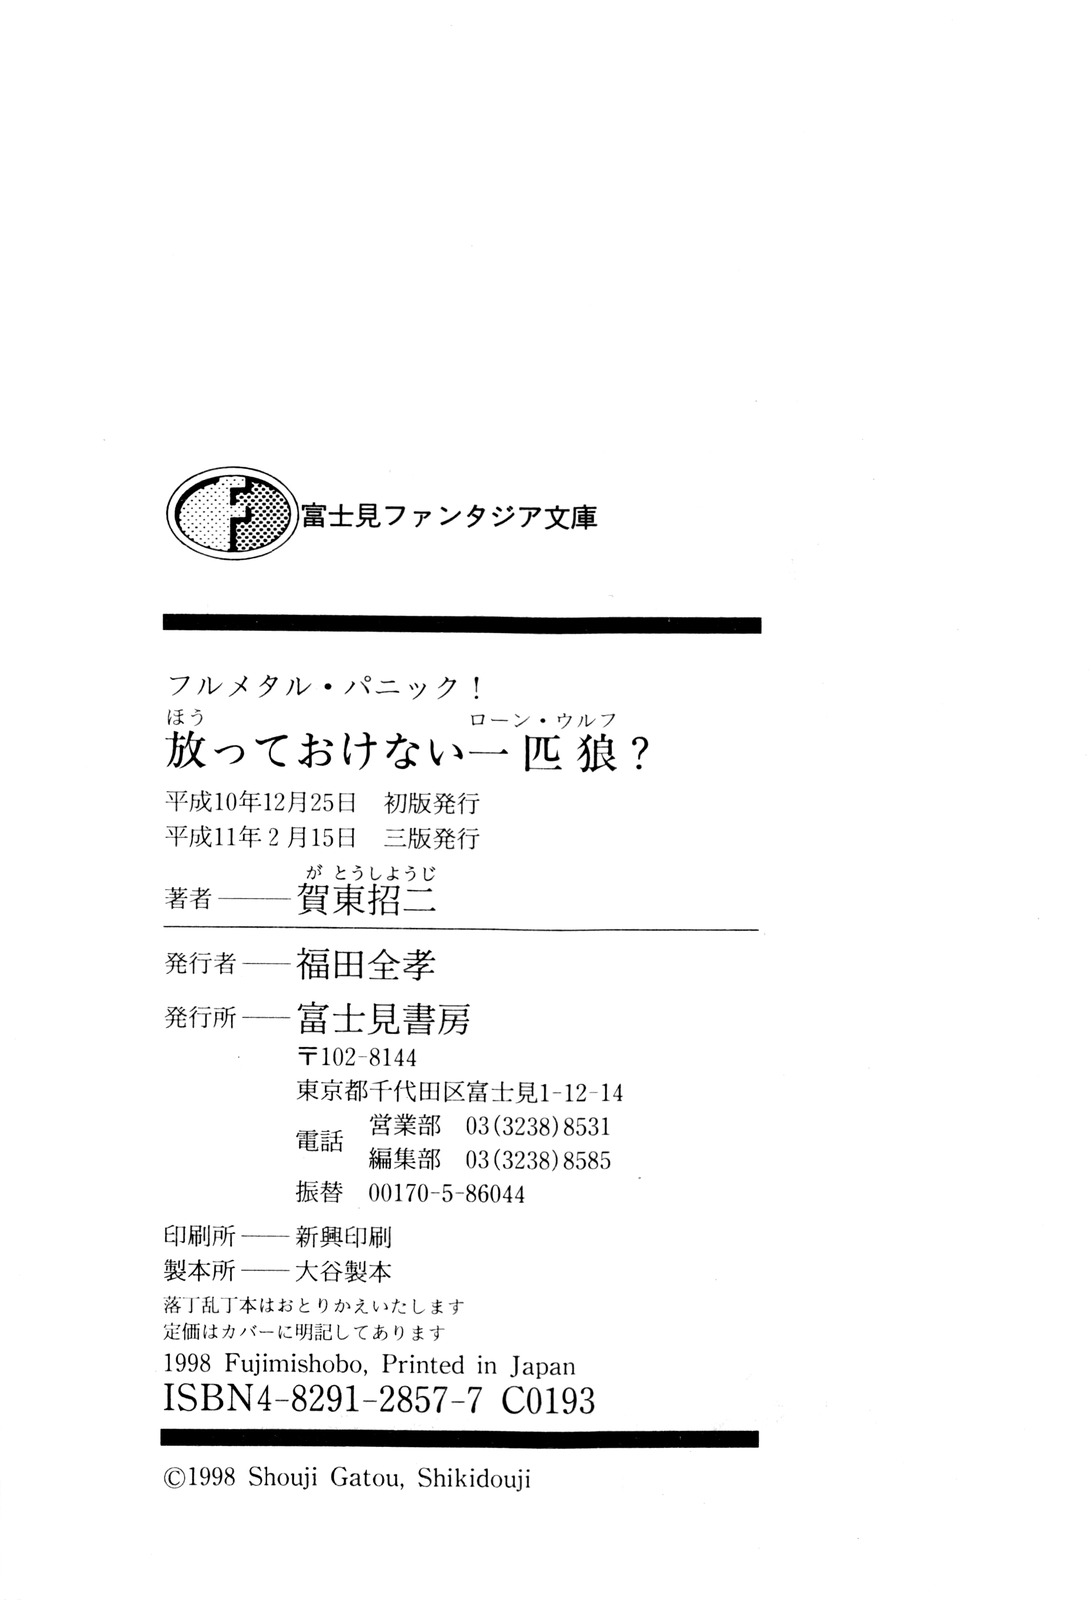 富士見ファンタジア文庫
フルメタル・パニック！
ほう ローン・ウルフ
放っておけない一匹狼？
平成10年12月25日 初版発行
平成11年2月15日 三版発行
がとうしようじ
著者――賀東招二
発行者――福田全孝
発行所――富士見書房
〒102-8144
東京都千代田区富士見1-12-14
電話 営業部 03(3238)8531
編集部 03(3238)8585
振替 00170-5-86044
印刷所――新興印刷
製本所――大谷製本
落丁乱丁本はおとりかえいたします
定価はカバーに明記してあります
1998 Fujimishobo, Printed in Japan
ISBN4-8291-2857-7 C0193
©1998 Shouji Gatou, Shikidouji